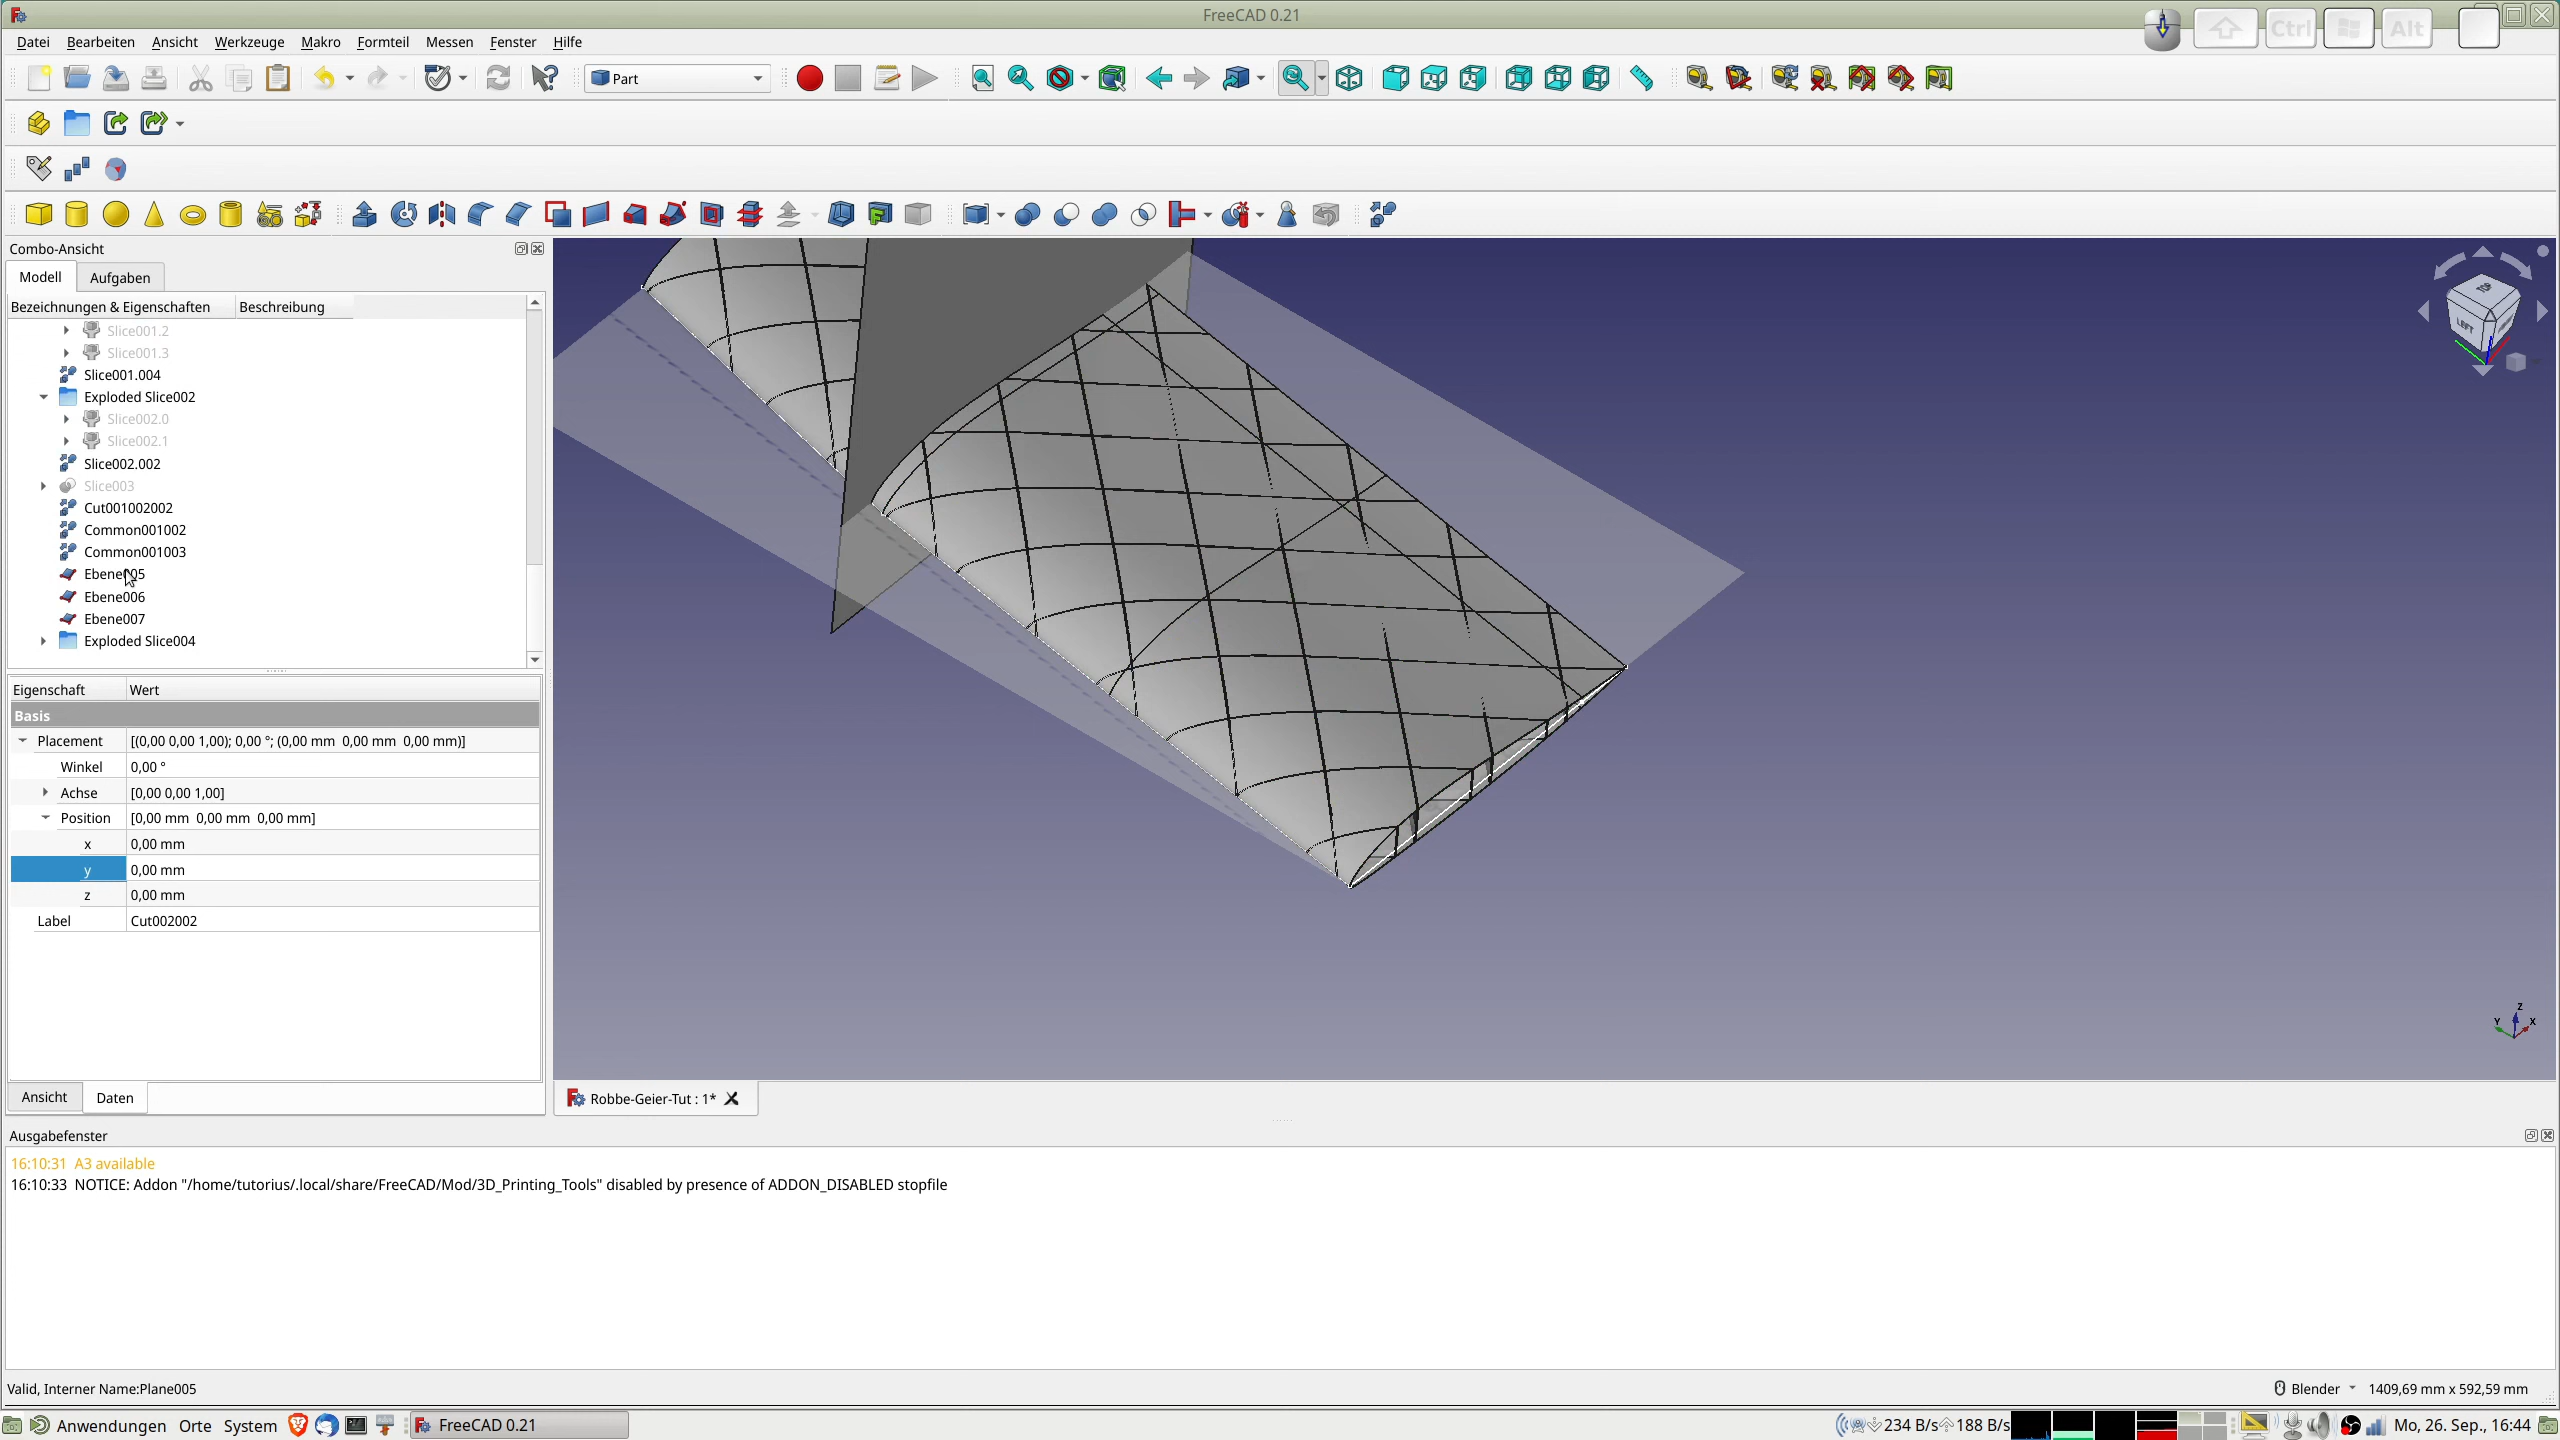 FreeCAD 0.21
Datei Bearbeiten Ansicht Werkzeuge Makro Formteil Messen Fenster Hilfe
Ctrl Alt
Part
Combo-Ansicht
Modell Aufgaben
Bezeichnungen & Eigenschaften Beschreibung
Slice001.2
Slice001.3
Slice001.004
Exploded Slice002
Slice002.0
Slice002.1
Slice002.002
Slice003
Cut001002002
Common001002
Common001003
Ebene005
Ebene006
Ebene007
Exploded Slice004
Eigenschaft Wert
Basis
Placement [(0,00 0,00 1,00); 0,00 °; (0,00 mm 0,00 mm 0,00 mm)]
Winkel 0,00 °
Achse [0,00 0,00 1,00]
Position [0,00 mm 0,00 mm 0,00 mm]
x 0,00 mm
y 0,00 mm
z 0,00 mm
Label Cut002002
Ansicht Daten
LEFT
Z
Y X
Robbe-Geier-Tut : 1*
Ausgabefenster
16:10:31 A3 available
16:10:33 NOTICE: Addon "/home/tutorius/.local/share/FreeCAD/Mod/3D_Printing_Tools" disabled by presence of ADDON_DISABLED stopfile
Valid, Interner Name:Plane005
Blender 1409,69 mm x 592,59 mm
Anwendungen Orte System FreeCAD 0.21 234 B/s 188 B/s Mo, 26. Sep., 16:44